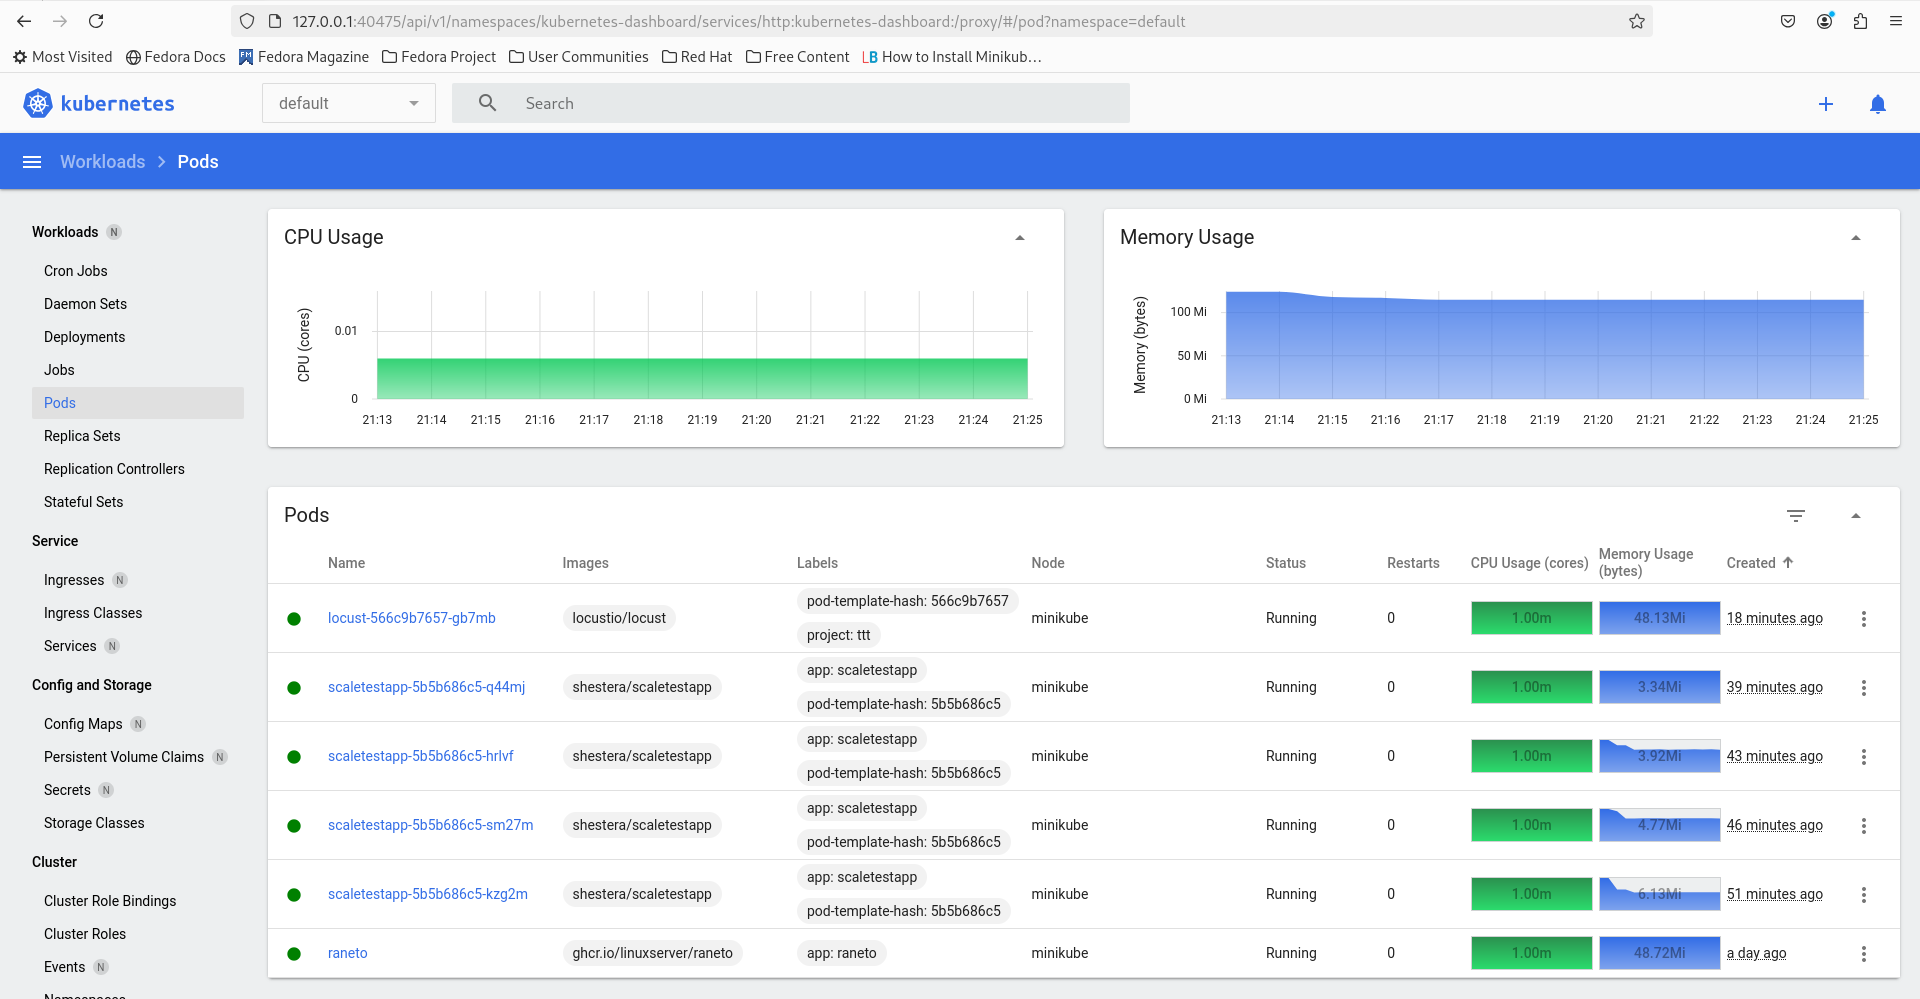 127.0.0.1:40475/api/v1/namespaces/kubernetes-dashboard/services/http:kubernetes-dashboard:/proxy/#/pod?namespace=default
Most Visited Fedora Docs Fedora Magazine Fedora Project User Communities Red Hat Free Content LB How to Install Minikub…
kubernetes default Search
Workloads Pods
Workloads N
Cron Jobs
Daemon Sets
Deployments
Jobs
Pods
Replica Sets
Replication Controllers
Stateful Sets
Service
Ingresses N
Ingress Classes
Services N
Config and Storage
Config Maps N
Persistent Volume Claims N
Secrets N
Storage Classes
Cluster
Cluster Role Bindings
Cluster Roles
Events N
Namespaces
CPU Usage
CPU (cores)
0.01
0
21:13 21:14 21:15 21:16 21:17 21:18 21:19 21:20 21:21 21:22 21:23 21:24 21:25
Memory Usage
Memory (bytes)
100 Mi
50 Mi
0 Mi
21:13 21:14 21:15 21:16 21:17 21:18 21:19 21:20 21:21 21:22 21:23 21:24 21:25
Pods
Name Images Labels Node Status Restarts CPU Usage (cores) Memory Usage (bytes) Created
locust-566c9b7657-gb7mb locustio/locust pod-template-hash: 566c9b7657 project: ttt minikube Running 0 1.00m 48.13Mi 18 minutes ago
scaletestapp-5b5b686c5-q44mj shestera/scaletestapp app: scaletestapp pod-template-hash: 5b5b686c5 minikube Running 0 1.00m 3.34Mi 39 minutes ago
scaletestapp-5b5b686c5-hrlvf shestera/scaletestapp app: scaletestapp pod-template-hash: 5b5b686c5 minikube Running 0 1.00m 3.92Mi 43 minutes ago
scaletestapp-5b5b686c5-sm27m shestera/scaletestapp app: scaletestapp pod-template-hash: 5b5b686c5 minikube Running 0 1.00m 4.77Mi 46 minutes ago
scaletestapp-5b5b686c5-kzg2m shestera/scaletestapp app: scaletestapp pod-template-hash: 5b5b686c5 minikube Running 0 1.00m 6.13Mi 51 minutes ago
raneto ghcr.io/linuxserver/raneto app: raneto minikube Running 0 1.00m 48.72Mi a day ago